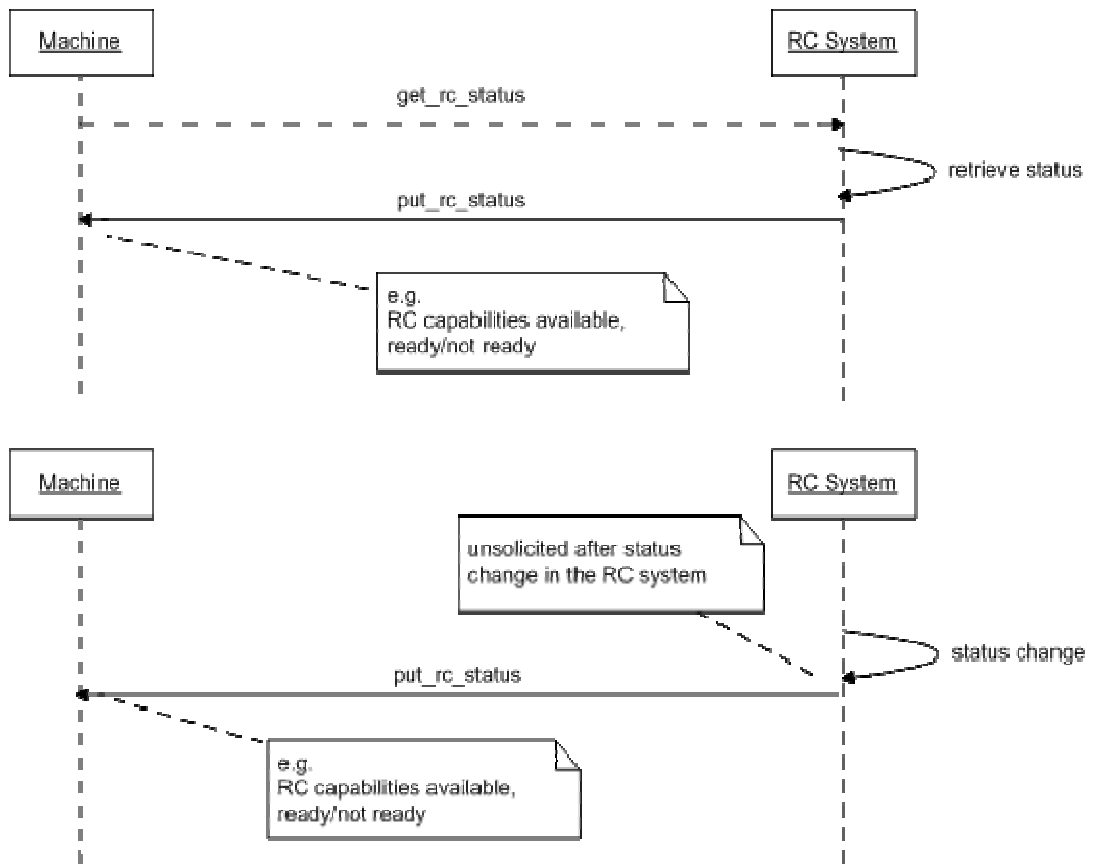 Machine
RC System
get_rc_status
retrieve status
put_rc_status
e.g.
RC capabilities available,
ready/not ready
Machine
RC System
unsolicited after status
change in the RC system
status change
put_rc_status
e.g.
RC capabilities available,
ready/not ready